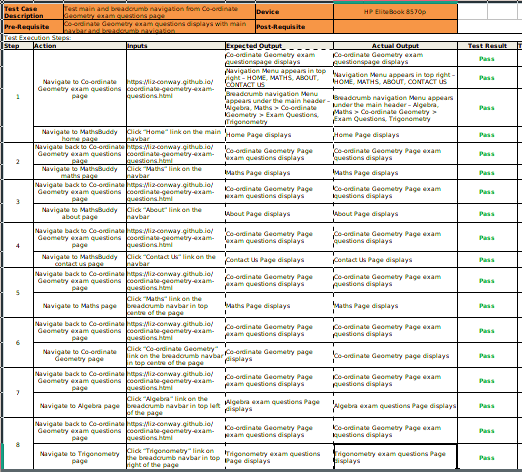 Test Case Description
Test main and breadcrumb navigation from Co-ordinate Geometry exam questions page
Device
HP EliteBook 8570p
Pre-Requisite
Co-ordinate Geometry exam questions displays with main navbar and breadcrumb navigation
Post-Requisite
Test Execution Steps:
Step Action Inputs Expected Output Actual Output Test Result
1
Navigate to Co-ordinate Geometry exam questions page
https://liz-conway.github.io/coordinate-geometry-exam-questions.html
Co-ordinate Geometry exam questionspage displays
Co-ordinate Geometry exam questionspage displays
Pass
Navigation Menu appears in top right – HOME, MATHS, ABOUT, CONTACT US
Navigation Menu appears in top right – HOME, MATHS, ABOUT, CONTACT US
Pass
Breadcrumb navigation Menu appears under the main header – Algebra, Maths > Co-ordinate Geometry > Exam Questions, Trigonometry
Breadcrumb navigation Menu appears under the main header – Algebra, Maths > Co-ordinate Geometry > Exam Questions, Trigonometry
Pass
Navigate to MathsBuddy home page
Click "Home" link on the main navbar
Home Page displays
Home Page displays
Pass
2
Navigate back to Co-ordinate Geometry exam questions page
https://liz-conway.github.io/coordinate-geometry-exam-questions.html
Co-ordinate Geometry Page exam questions displays
Co-ordinate Geometry Page exam questions displays
Pass
Navigate to MathsBuddy maths page
Click "Maths" link on the navbar
Maths Page displays
Maths Page displays
Pass
3
Navigate back to Co-ordinate Geometry exam questions page
https://liz-conway.github.io/coordinate-geometry-exam-questions.html
Co-ordinate Geometry Page exam questions displays
Co-ordinate Geometry Page exam questions displays
Pass
Navigate to MathsBuddy about page
Click "About" link on the navbar
About Page displays
About Page displays
Pass
4
Navigate back to Co-ordinate Geometry exam questions page
https://liz-conway.github.io/coordinate-geometry-exam-questions.html
Co-ordinate Geometry Page exam questions displays
Co-ordinate Geometry Page exam questions displays
Pass
Navigate to MathsBuddy contact us page
Click "Contact Us" link on the navbar
Contact Us Page displays
Contact Us Page displays
Pass
5
Navigate back to Co-ordinate Geometry exam questions page
https://liz-conway.github.io/coordinate-geometry-exam-questions.html
Co-ordinate Geometry Page exam questions displays
Co-ordinate Geometry Page exam questions displays
Pass
Navigate to Maths page
Click "Maths" link on the breadcrumb navbar in top centre of the page
Maths Page displays
Maths Page displays
Pass
6
Navigate back to Co-ordinate Geometry exam questions page
https://liz-conway.github.io/coordinate-geometry-exam-questions.html
Co-ordinate Geometry Page exam questions displays
Co-ordinate Geometry Page exam questions displays
Pass
Navigate to Co-ordinate Geometry page
Click "Co-ordinate Geometry" link on the breadcrumb navbar in top centre of the page
Co-ordinate Geometry page displays
Co-ordinate Geometry page displays
Pass
7
Navigate back to Co-ordinate Geometry exam questions page
https://liz-conway.github.io/coordinate-geometry-exam-questions.html
Co-ordinate Geometry Page exam questions displays
Co-ordinate Geometry Page exam questions displays
Pass
Navigate to Algebra page
Click "Algebra" link on the breadcrumb navbar in top left of the page
Algebra exam questions Page displays
Algebra exam questions Page displays
Pass
8
Navigate back to Co-ordinate Geometry exam questions page
https://liz-conway.github.io/coordinate-geometry-exam-questions.html
Co-ordinate Geometry Page exam questions displays
Co-ordinate Geometry Page exam questions displays
Pass
Navigate to Trigonometry page
Click "Trigonometry" link on the breadcrumb navbar in top right of the page
Trigonometry exam questions Page displays
Trigonometry exam questions Page displays
Pass